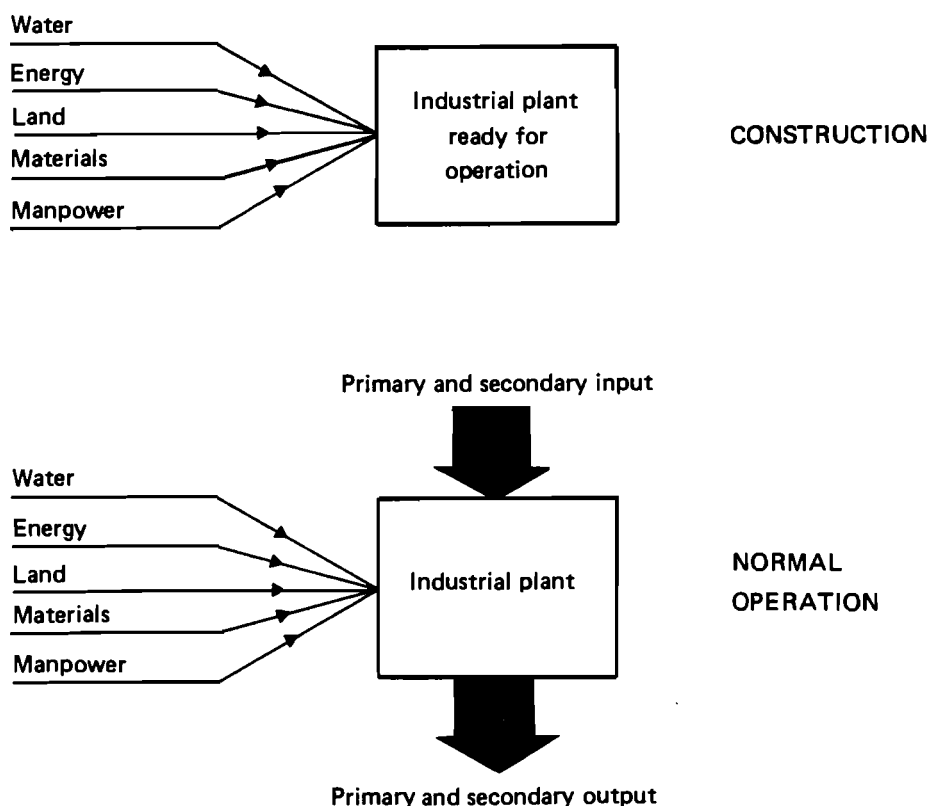 Water
Energy
Land
Materials
Manpower
Industrial plant
ready for
operation
CONSTRUCTION
Primary and secondary input
Water
Energy
Land
Materials
Manpower
Industrial plant
NORMAL
OPERATION
Primary and secondary output